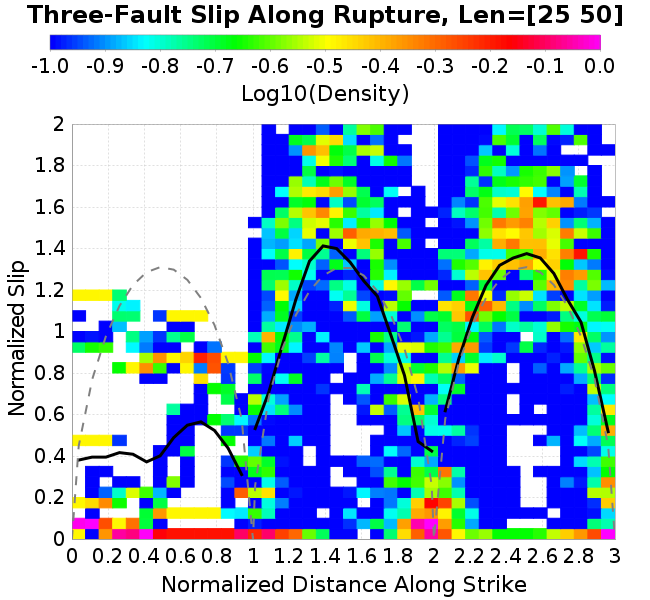 Three-Fault Slip Along Rupture, Len=[25 50]
-1.0 -0.9 -0.8 -0.7 -0.6 -0.5 -0.4 -0.3 -0.2 -0.1 0.0
Log10(Density)
2
1.8
1.6
1.4
1.2
1
0.8
0.6
0.4
0.2
0
Normalized Slip
0 0.2 0.4 0.6 0.8 1 1.2 1.4 1.6 1.8 2 2.2 2.4 2.6 2.8 3
Normalized Distance Along Strike